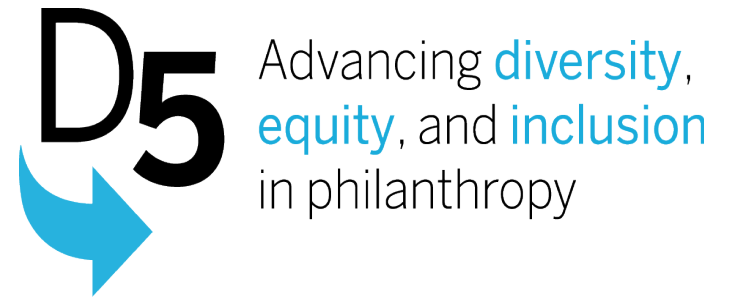 D5
Advancing diversity,
equity, and inclusion
in philanthropy